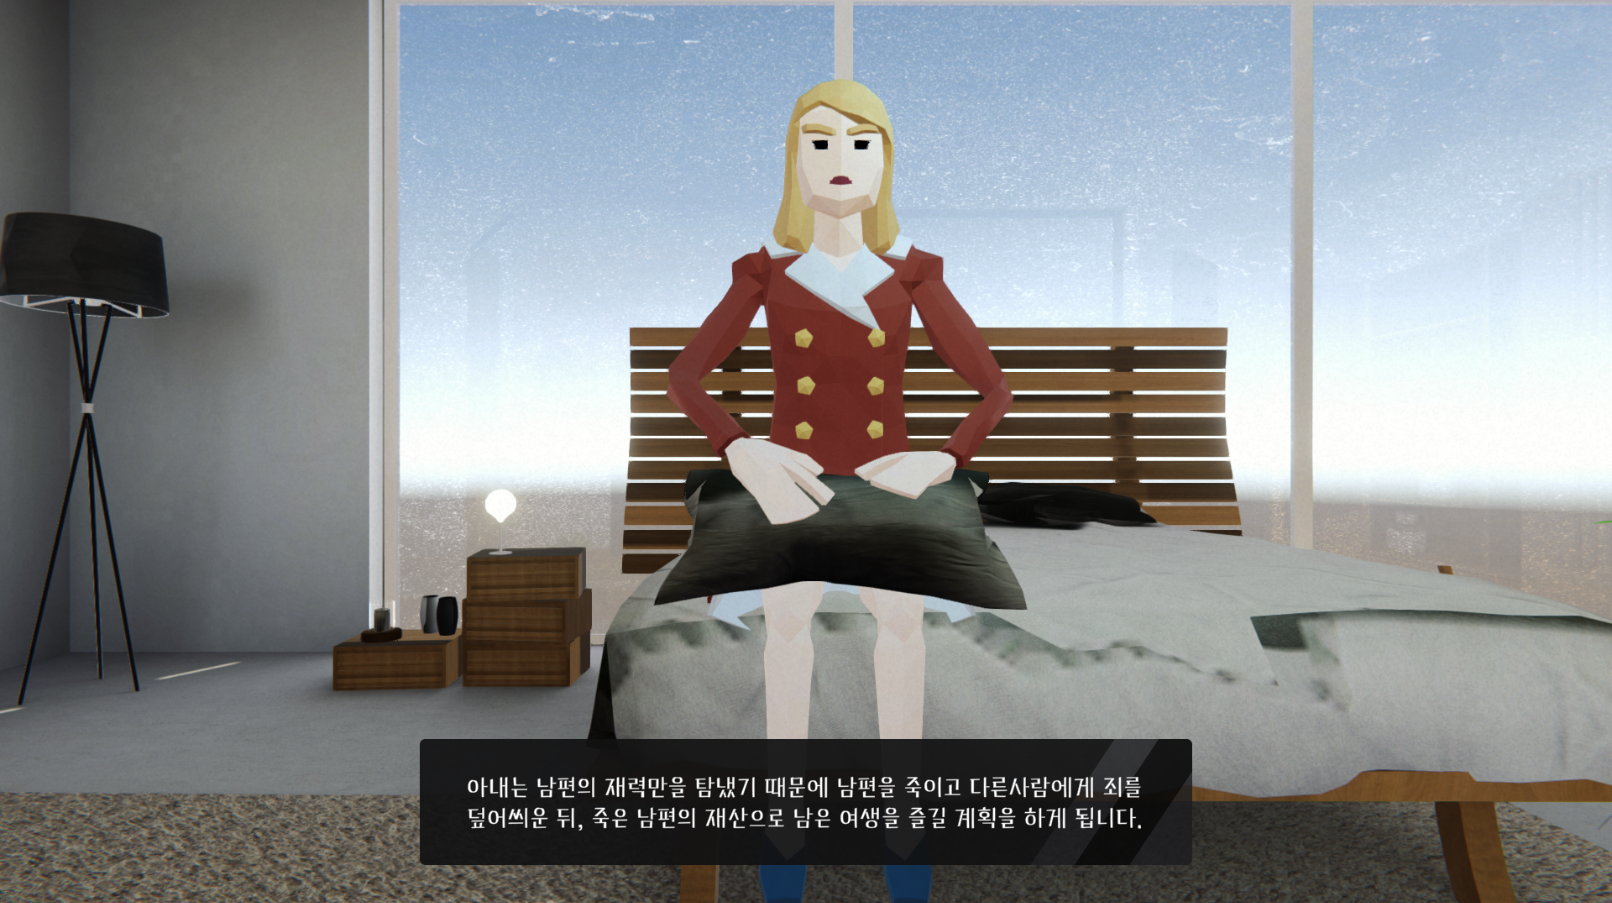 아내는 남편의 재력만을 탐냈기 때문에 남편을 죽이고 다른사람에게 죄를
덮어씌운 뒤, 죽은 남편의 재산으로 남은 여생을 즐길 계획을 하게 됩니다.